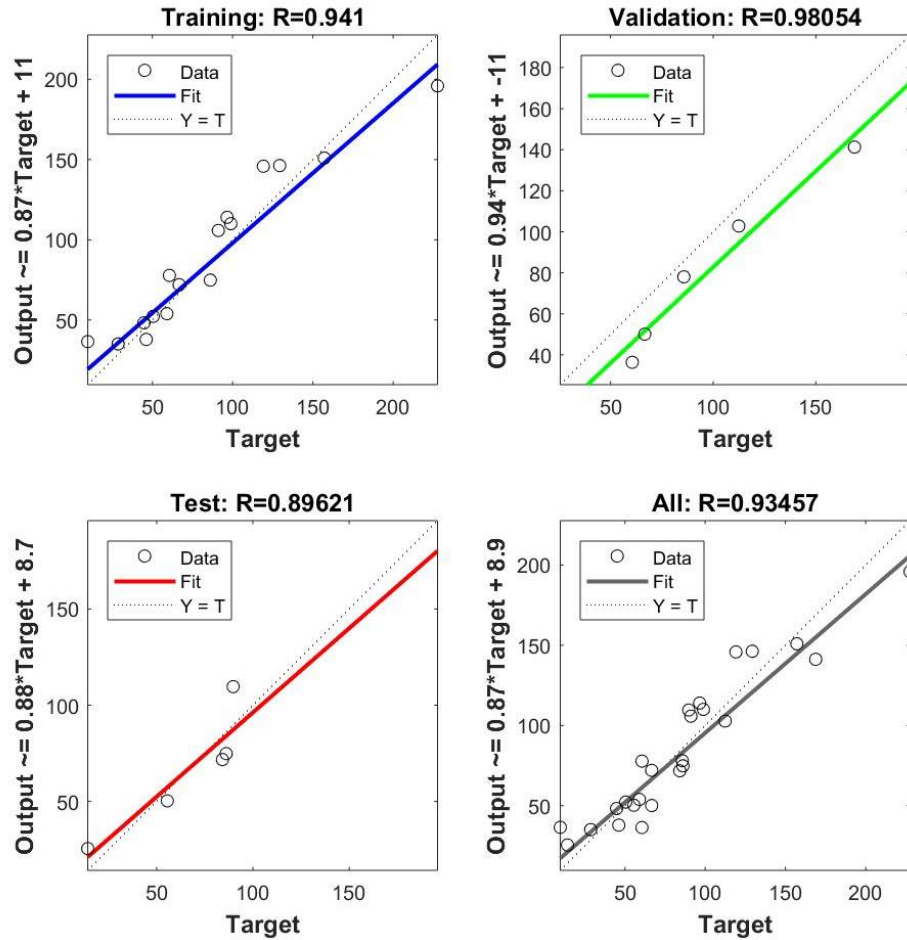 Training: R=0.941
Output ~= 0.87*Target + 11
Data
Fit
Y = T
200
150
100
50
50 100 150 200
Target
Validation: R=0.98054
Output ~= 0.94*Target + -11
Data
Fit
Y = T
180
160
140
120
100
80
60
40
50 100 150
Target
Test: R=0.89621
Output ~= 0.88*Target + 8.7
Data
Fit
Y = T
150
100
50
50 100 150
Target
All: R=0.93457
Output ~= 0.87*Target + 8.9
Data
Fit
Y = T
200
150
100
50
50 100 150 200
Target